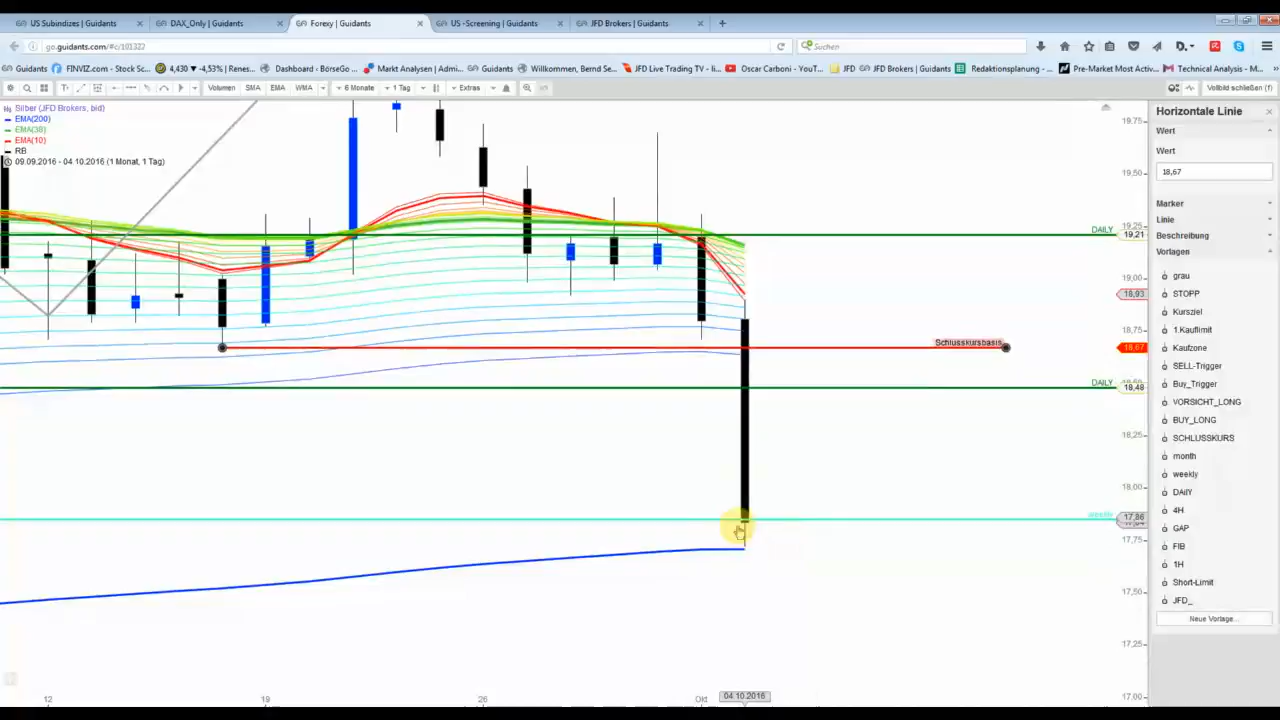 US Subindizes | Guidants
DAX_Only | Guidants
Forexy | Guidants
US -Screening | Guidants
JFD Brokers | Guidants
go.guidants.com/#c/101322
Suchen
Guidants
FINVIZ.com - Stock Sc...
4,430 ▾ -4,53% | Renes...
Dashboard - BörseGo ...
Markt Analysen | Admi...
Guidants
Willkommen, Bernd Se...
JFD Live Trading TV - li...
Oscar Carboni - YouT...
JFD
JFD Brokers | Guidants
Redaktionsplanung - ...
Pre-Market Most Activ...
Technical Analysis - M...
Volumen
SMA
EMA
WMA
6 Monate
1 Tag
Extras
Vollbild schließen (f)
Silber (JFD Brokers, bid)
EMA(200)
EMA(38)
EMA(10)
RB
09.09.2016 - 04.10.2016 (1 Monat, 1 Tag)
19,75
19,50
19,25
DAILY
19,21
19,00
18,93
18,75
Schlusskursbasis
18,67
DAILY
18,48
18,25
18,00
weekly
17,86
17,75
17,50
17,25
17,00
12
19
26
Okt
04.10.2016
Horizontale Linie
Wert
Wert
18,67
Marker
Linie
Beschreibung
Vorlagen
grau
STOPP
Kursziel
1.Kauflimit
Kaufzone
SELL-Trigger
Buy_Trigger
VORSICHT_LONG
BUY_LONG
SCHLUSSKURS
month
weekly
DAilY
4H
GAP
FIB
1H
Short-Limit
JFD_
Neue Vorlage...